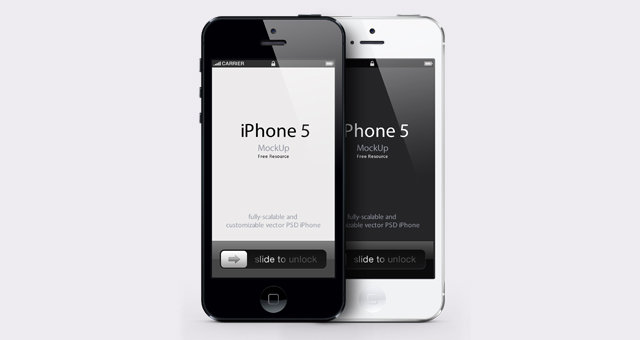 CARRIER
iPhone 5
MockUp
Free Resource
fully-scalable and
customizable vector PSD iPhone
slide to unlock
Phone 5
MockUp
Free Resource
fully-scalable and
customizable vector PSD iPhone
slide to unlock